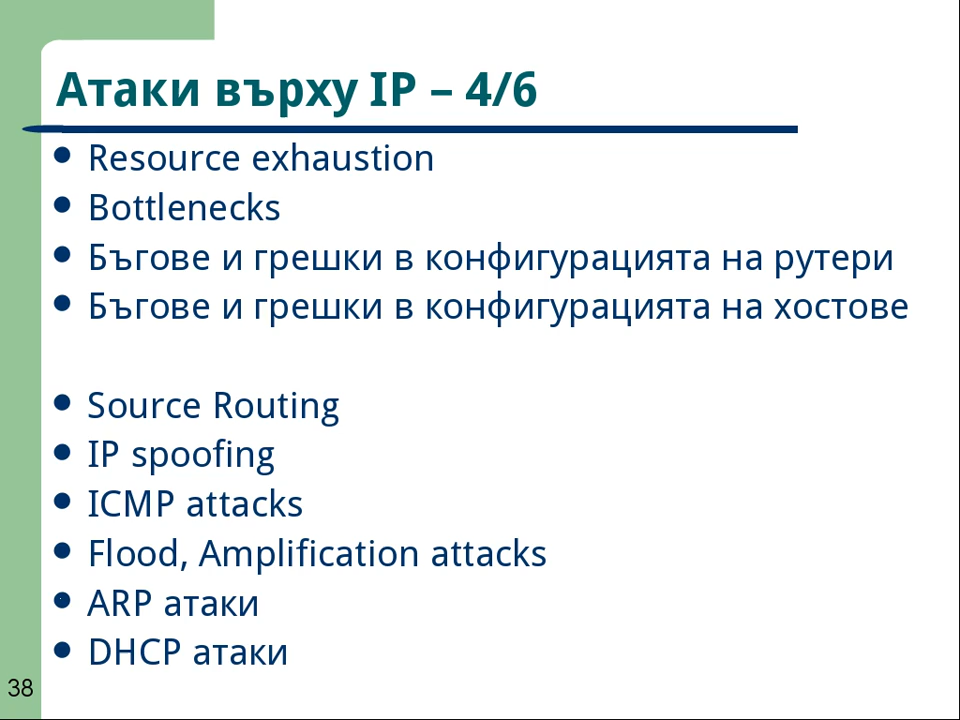 Атаки върху IP – 4/6
Resource exhaustion
Bottlenecks
Бъгове и грешки в конфигурацията на рутери
Бъгове и грешки в конфигурацията на хостове
Source Routing
IP spoofing
ICMP attacks
Flood, Amplification attacks
ARP атаки
DHCP атаки
38